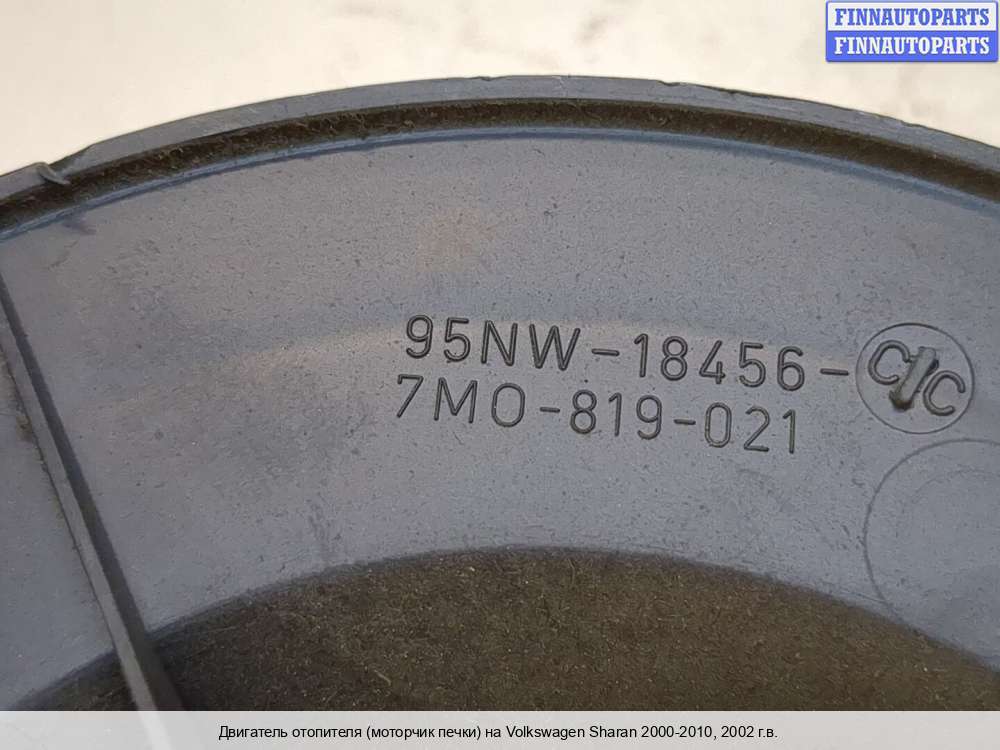 FINNAUTOPARTS
FINNAUTOPARTS
95NW-18456-
C/C
7M0-819-021
Двигатель отопителя (моторчик печки) на Volkswagen Sharan 2000-2010, 2002 г.в.